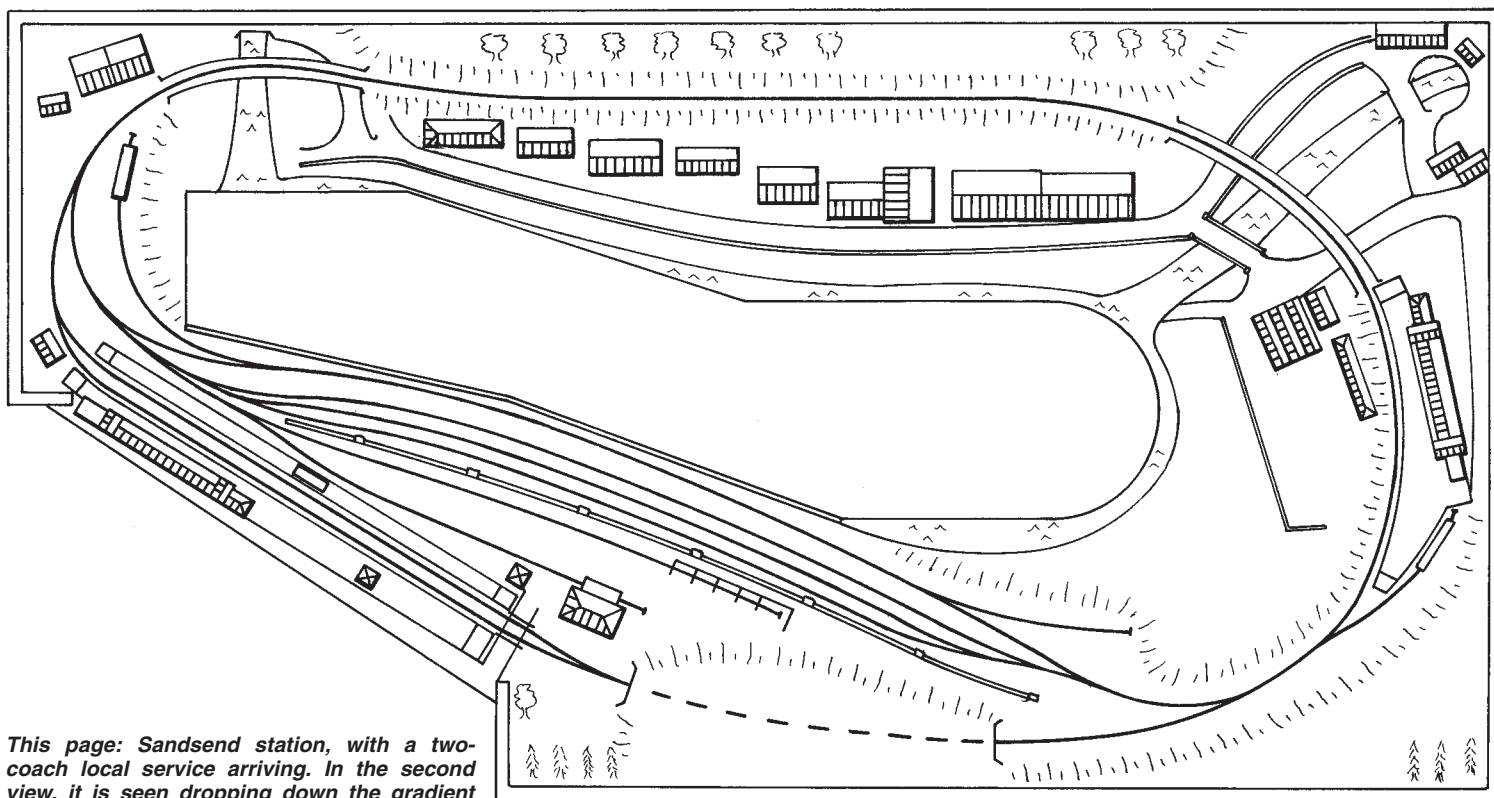 This page: Sandsend station, with a two-
coach local service arriving. In the second
view, it is seen dropping down the gradient